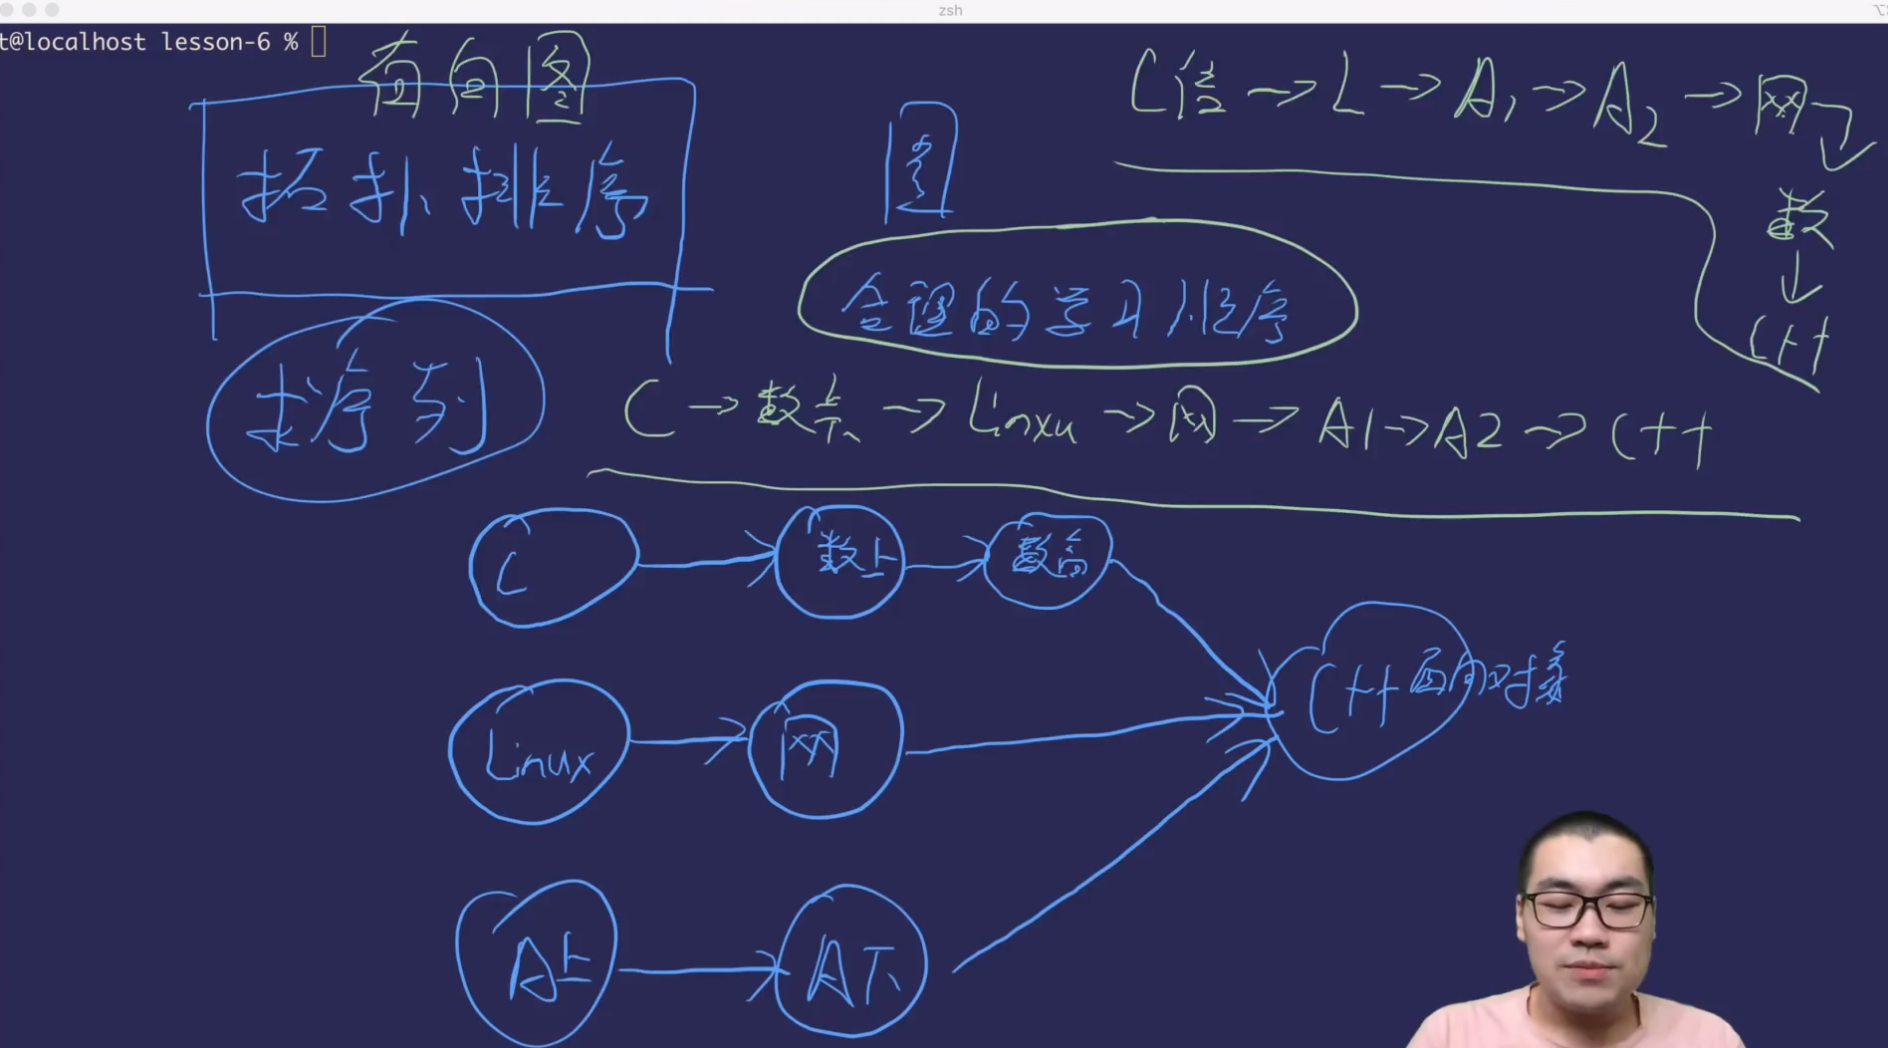 zsh
t@localhost lesson-6 %
有向图
拓扑排序
求序列
图
C语 → L → A1 → A2 → 网
数
↓
C++
合理的学习顺序
C → 数 → Linxu → 网 → A1 → A2 → C++
C → 数上 → 数高
C++ 面向对
Linux → 网
A上 → A下